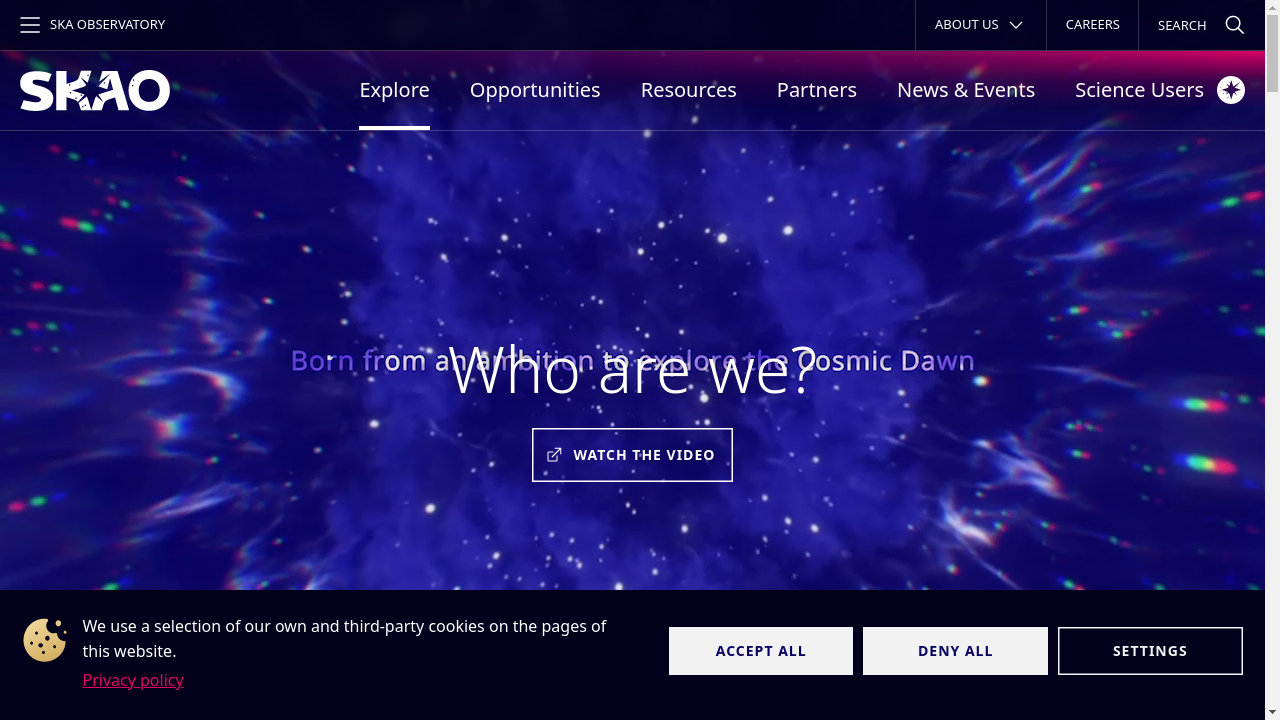 SKA OBSERVATORY
ABOUT US
CAREERS
SEARCH
SKAO
Explore
Opportunities
Resources
Partners
News & Events
Science Users
Born from an ambition to explore the Cosmic Dawn
Who are we?
WATCH THE VIDEO
We use a selection of our own and third-party cookies on the pages of
this website.
Privacy policy
ACCEPT ALL
DENY ALL
SETTINGS